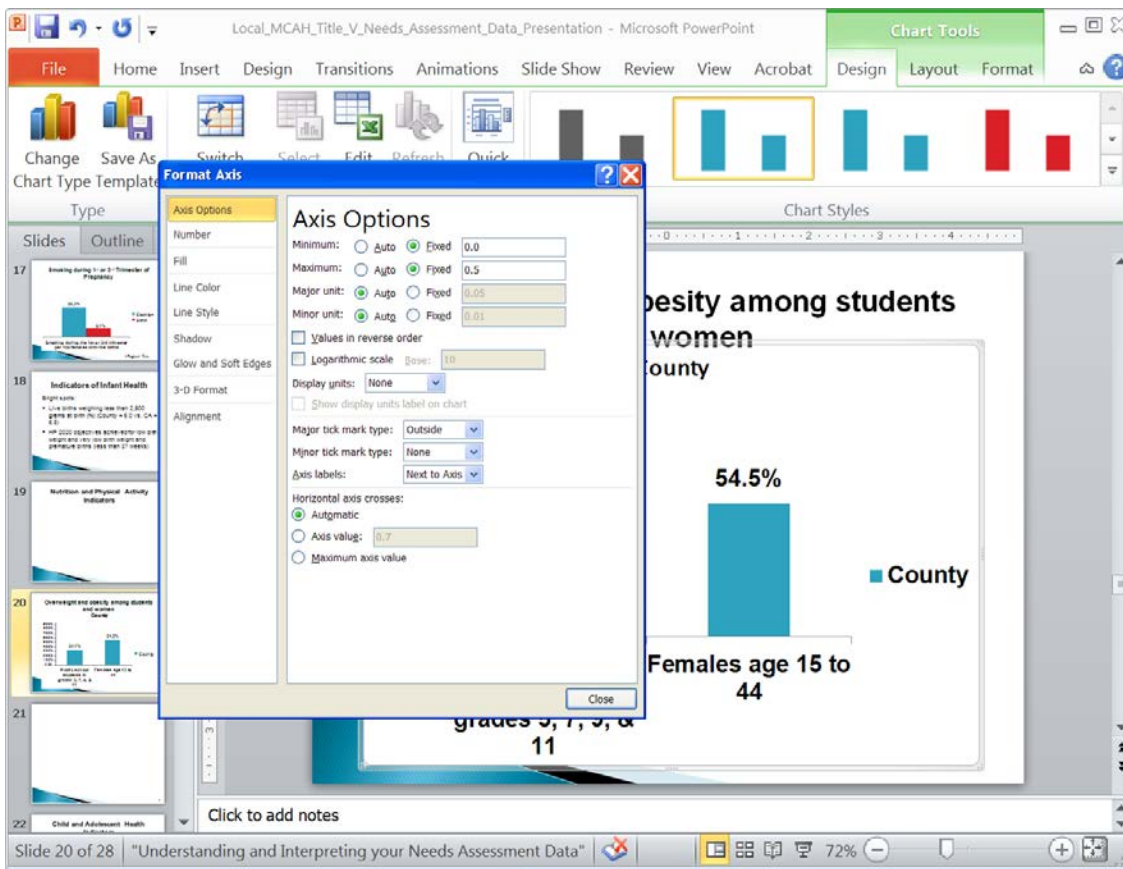 Local_MCAH_Title_V_Needs_Assessment_Data_Presentation - Microsoft PowerPoint
Chart Tools
File Home Insert Design Transitions Animations Slide Show Review View Acrobat Design Layout Format
Change Chart Type
Save As Template
Switch
Select
Edit
Refresh
Quick
Type
Chart Styles
Format Axis
Axis Options
Number
Fill
Line Color
Line Style
Shadow
Glow and Soft Edges
3-D Format
Alignment
Axis Options
Minimum: Auto Fixed 0.0
Maximum: Auto Fixed 0.5
Major unit: Auto Fixed 0.05
Minor unit: Auto Fixed 0.01
Values in reverse order
Logarithmic scale Base: 10
Display units: None
Show display units label on chart
Major tick mark type: Outside
Minor tick mark type: None
Axis labels: Next to Axis
Horizontal axis crosses:
Automatic
Axis value: 0.7
Maximum axis value
Close
Slides Outline
17
Smoking during 1st or 3rd Trimester of
Pregnancy
18
Indicators of Infant Health
Bright spots:
19
Nutrition and Physical Activity
Indicators
20
Overweight and obesity among students
and women
County
21
22
Child and Adolescent Health
besity among students
women
County
54.5%
County
Females age 15 to
44
grades 5, 7, 9, &
11
Click to add notes
Slide 20 of 28 "Understanding and Interpreting your Needs Assessment Data" 72%